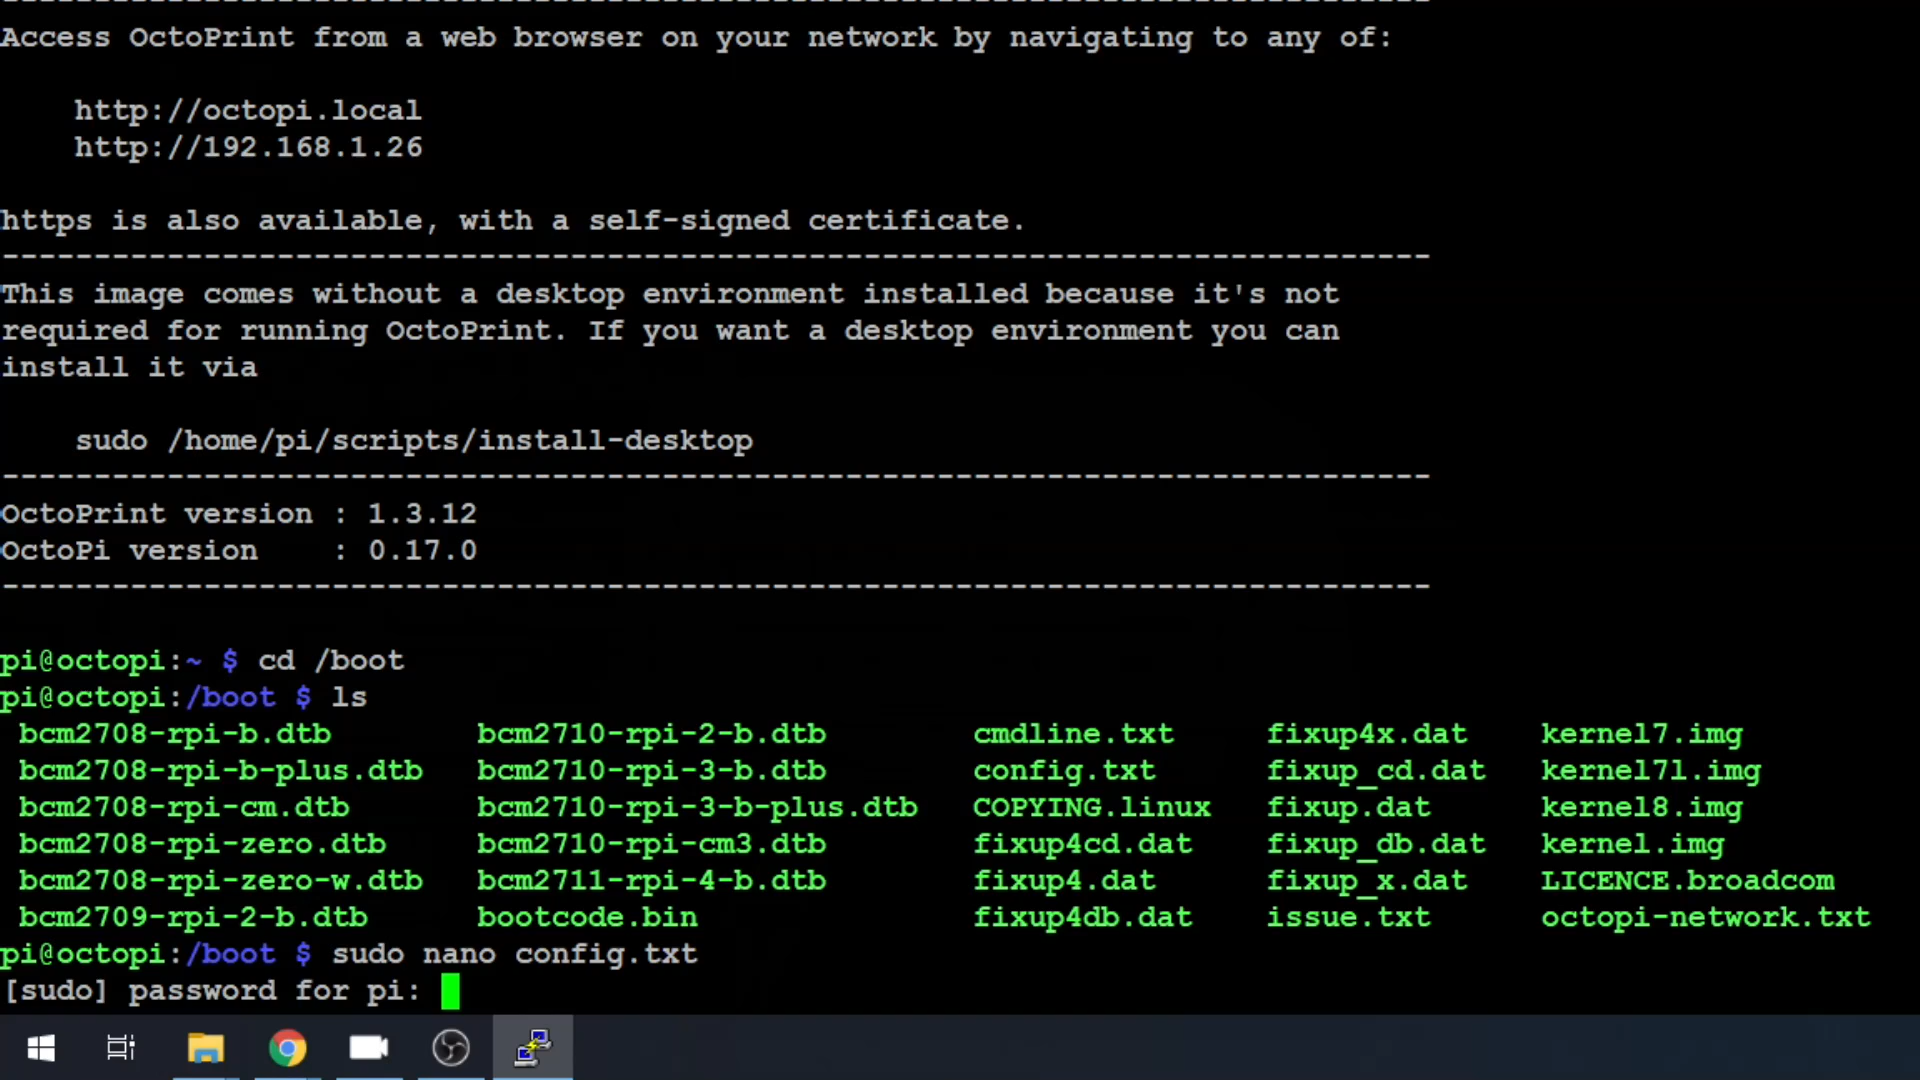 --------------------------------------------------------------------------------
Access OctoPrint from a web browser on your network by navigating to any of:
http://octopi.local
http://192.168.1.26
https is also available, with a self-signed certificate.
------------------------------------------------------------------------------
This image comes without a desktop environment installed because it's not
required for running OctoPrint. If you want a desktop environment you can
install it via
sudo /home/pi/scripts/install-desktop
------------------------------------------------------------------------------
OctoPrint version : 1.3.12
OctoPi version    : 0.17.0
------------------------------------------------------------------------------
pi@octopi:~ $ cd /boot
pi@octopi:/boot $ ls
bcm2708-rpi-b.dtb bcm2710-rpi-2-b.dtb cmdline.txt fixup4x.dat kernel7.img
bcm2708-rpi-b-plus.dtb bcm2710-rpi-3-b.dtb config.txt fixup_cd.dat kernel7l.img
bcm2708-rpi-cm.dtb bcm2710-rpi-3-b-plus.dtb COPYING.linux fixup.dat kernel8.img
bcm2708-rpi-zero.dtb bcm2710-rpi-cm3.dtb fixup4cd.dat fixup_db.dat kernel.img
bcm2708-rpi-zero-w.dtb bcm2711-rpi-4-b.dtb fixup4.dat fixup_x.dat LICENCE.broadcom
bcm2709-rpi-2-b.dtb bootcode.bin fixup4db.dat issue.txt octopi-network.txt
pi@octopi:/boot $ sudo nano config.txt
[sudo] password for pi: